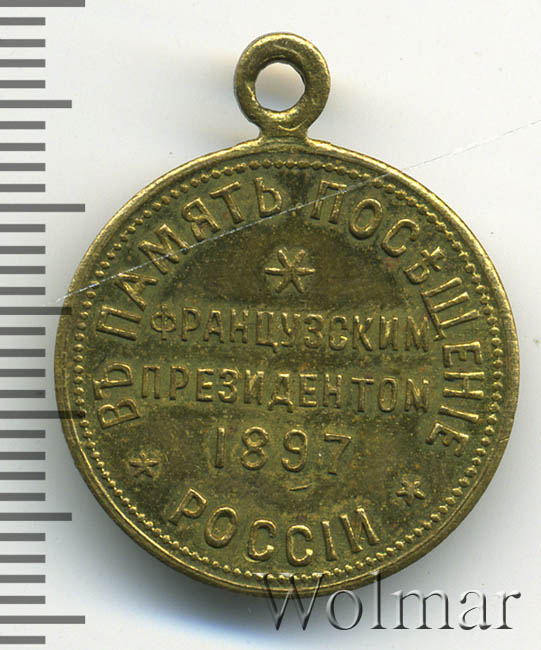 ВЪ ПАМЯТЬ ПОСѢЩЕНІЕ
ФРАНЦУЗСКИМ
ПРЕЗИДЕНТОМ
1897
РОССІИ
Wolmar